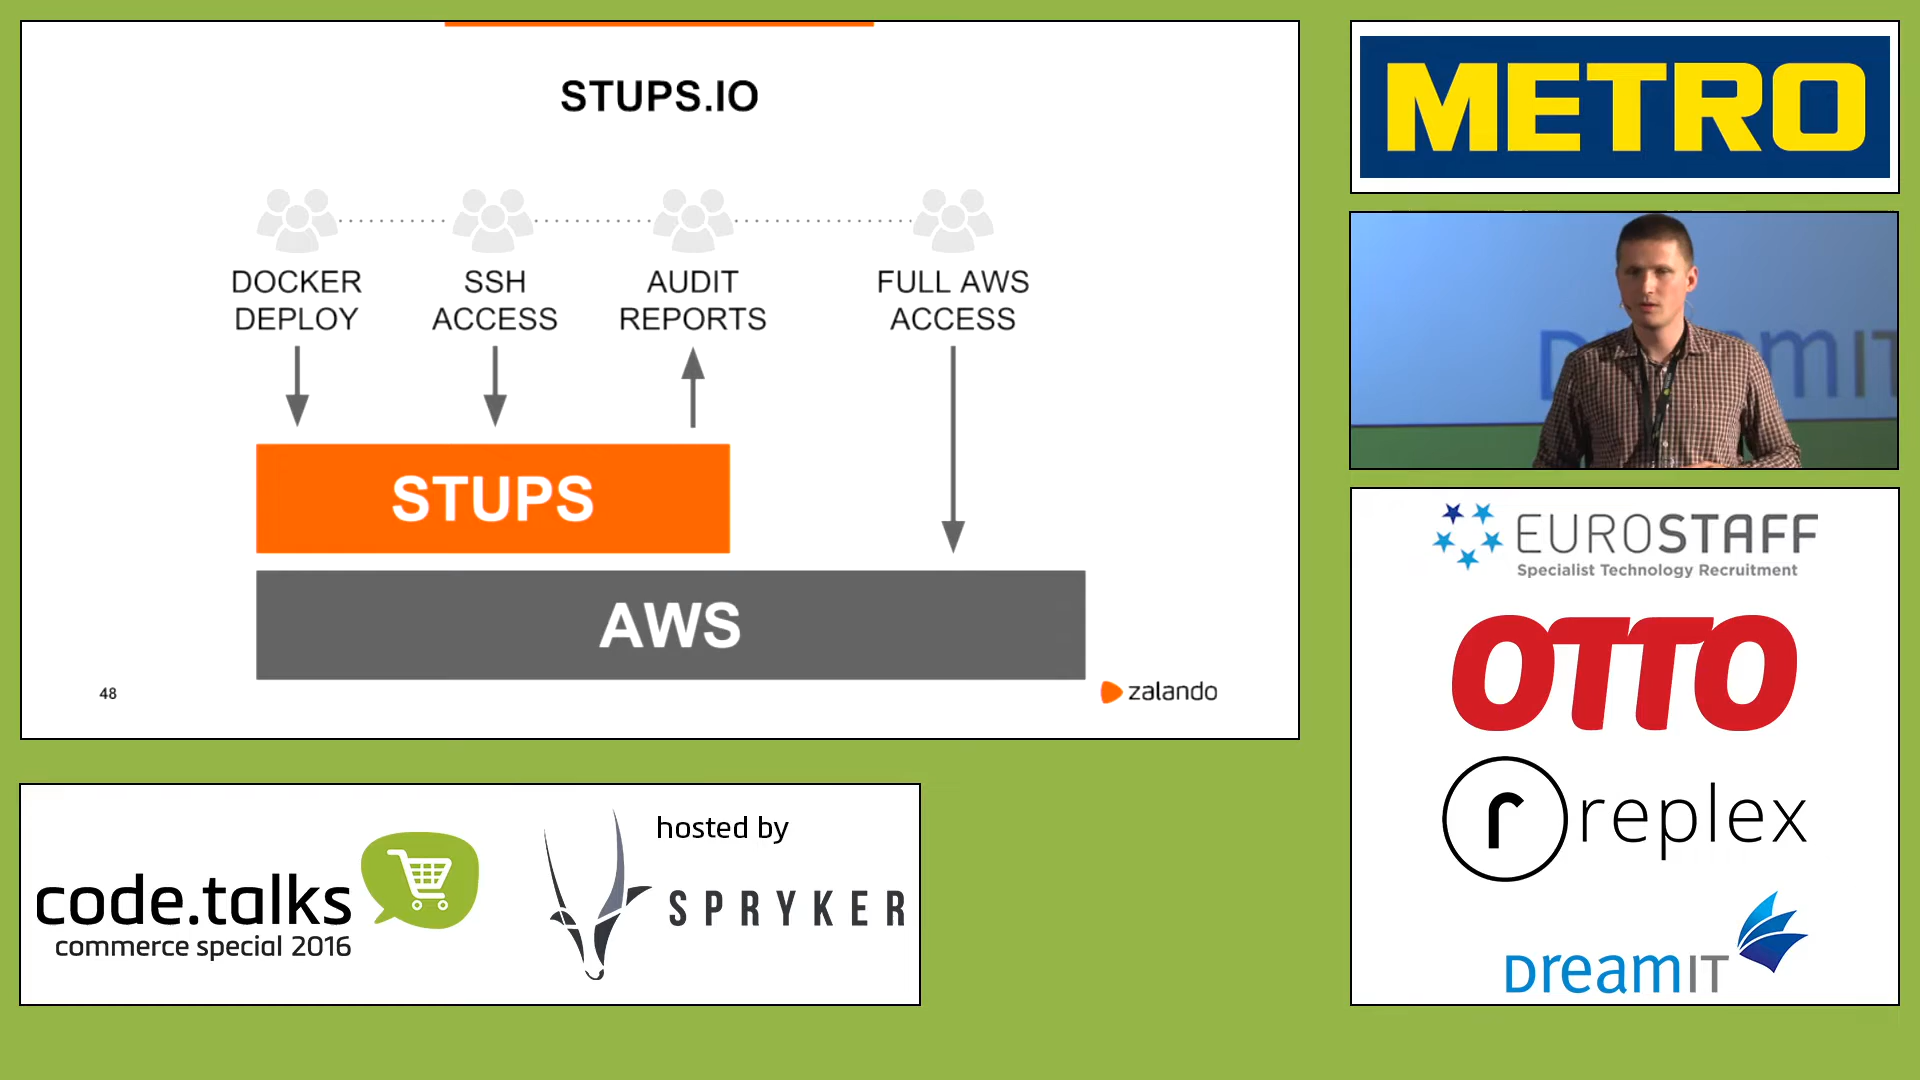 STUPS.IO
DOCKER
DEPLOY
SSH
ACCESS
AUDIT
REPORTS
FULL AWS
ACCESS
STUPS
AWS
48
zalando
METRO
DreamIT
EUROSTAFF
Specialist Technology Recruitment
OTTO
r replex
DreamIT
code.talks
commerce special 2016
hosted by
SPRYKER